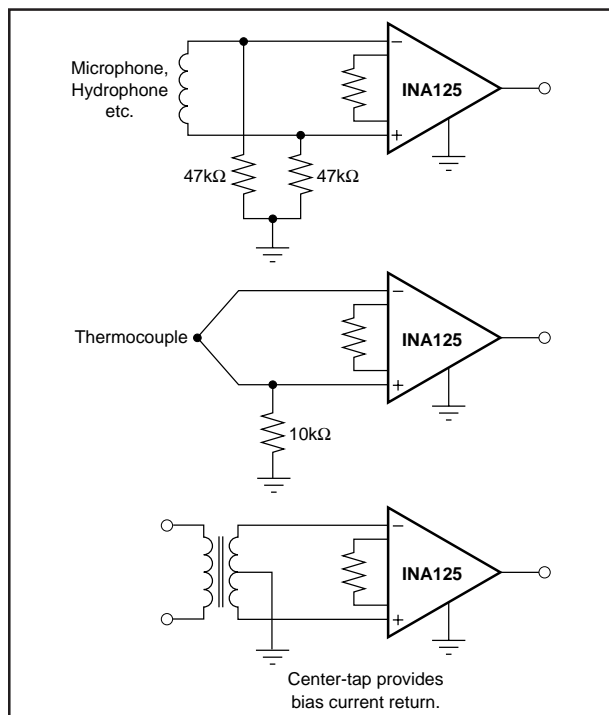 Microphone,
Hydrophone
etc.
−
INA125
+
47kΩ
47kΩ
−
Thermocouple
INA125
+
10kΩ
−
INA125
+
Center-tap provides
bias current return.